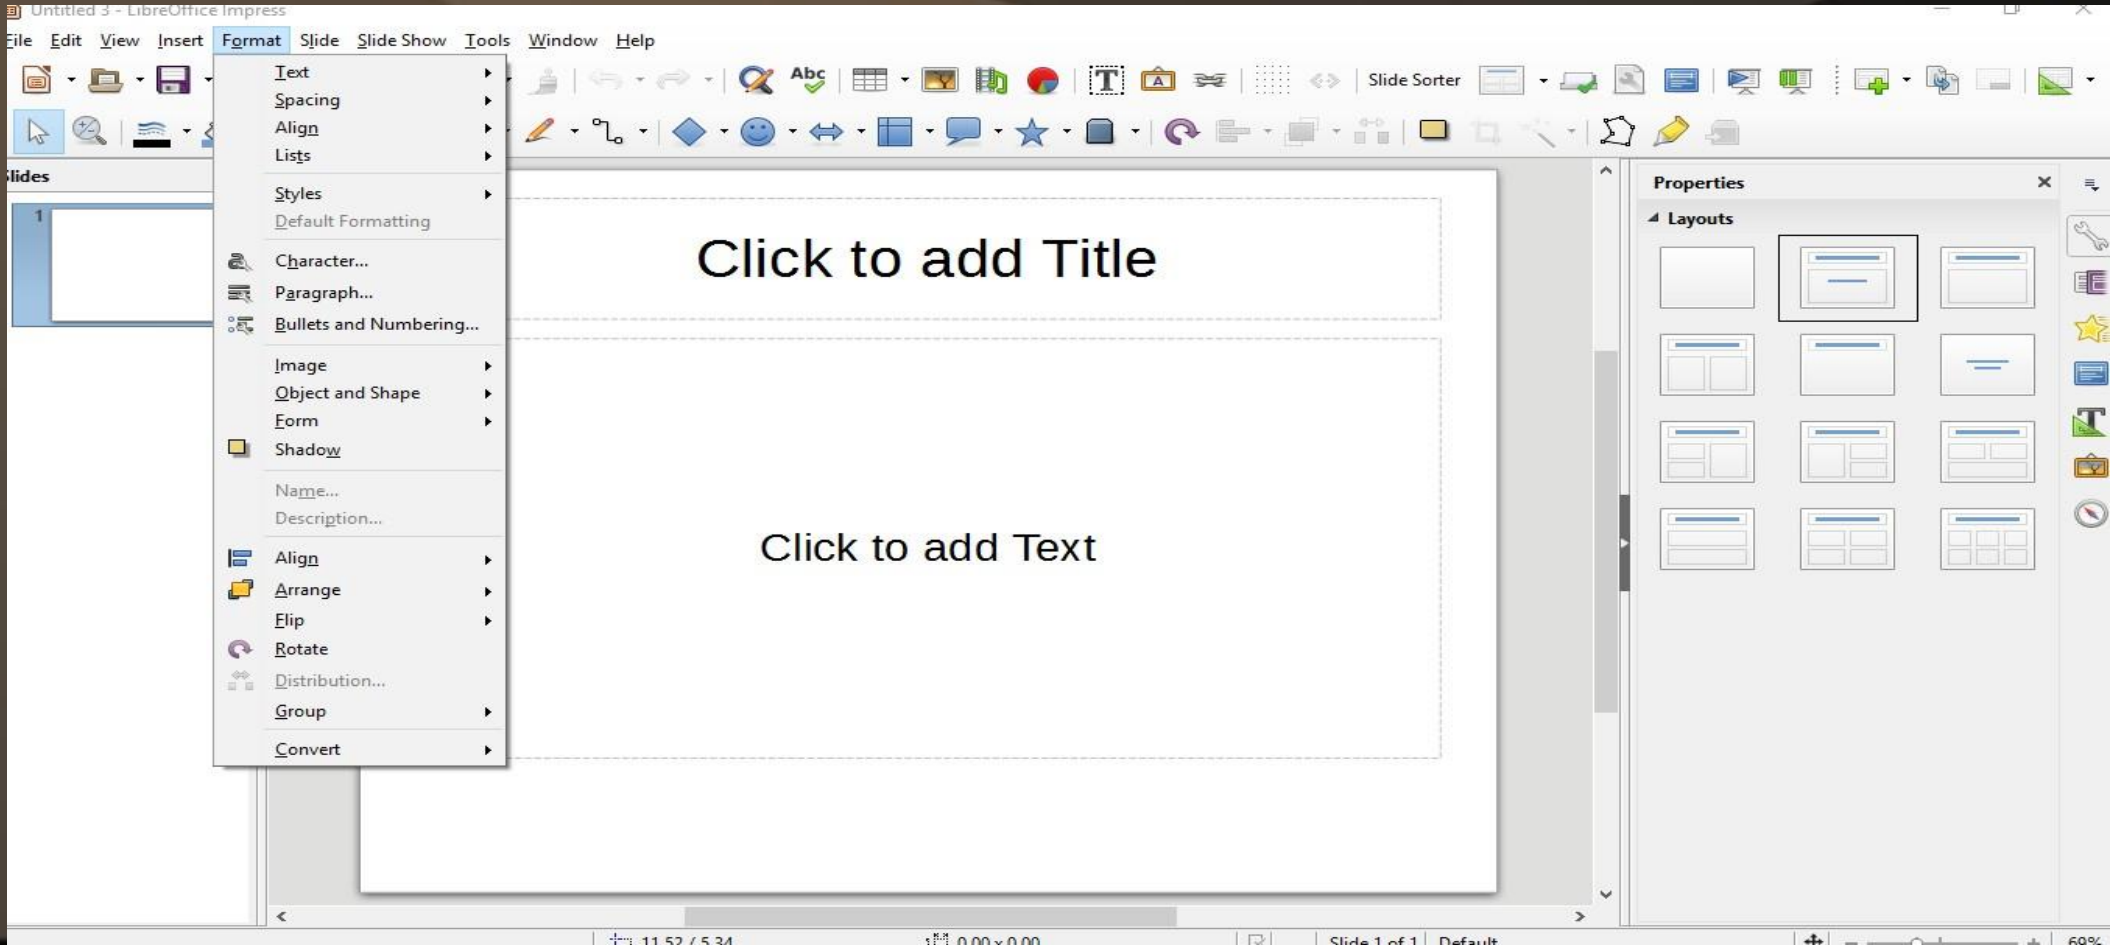 Untitled 3 - LibreOffice Impress
File Edit View Insert Format Slide Slide Show Tools Window Help
Text
Spacing
Align
Lists
Styles
Default Formatting
Character...
Paragraph...
Bullets and Numbering...
Image
Object and Shape
Form
Shadow
Name...
Description...
Align
Arrange
Flip
Rotate
Distribution...
Group
Convert
Abc
T
A
Slide Sorter
Slides
1
Click to add Title
Click to add Text
Properties
Layouts
11.52 / 5.34 0.00 x 0.00 Slide 1 of 1 Default 69%